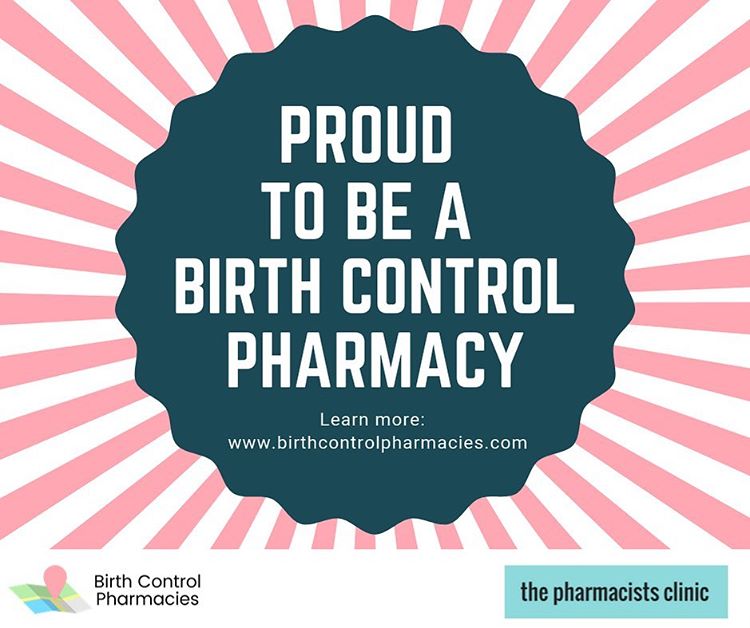 PROUD
TO BE A
BIRTH CONTROL
PHARMACY
Learn more:
www.birthcontrolpharmacies.com
Birth Control
Pharmacies
the pharmacists clinic